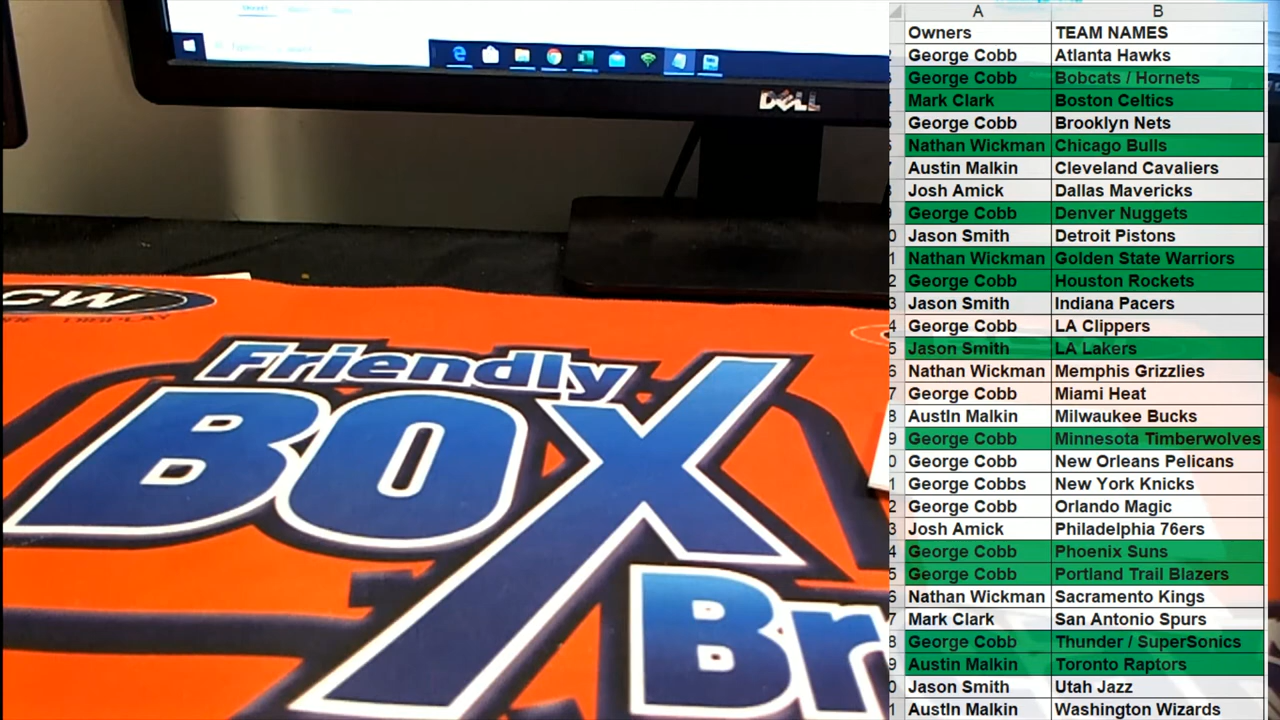 DELL
CW
DISPLAY
Friendly
BOX
Br
A B
Owners TEAM NAMES
George Cobb Atlanta Hawks
George Cobb Bobcats / Hornets
Mark Clark Boston Celtics
George Cobb Brooklyn Nets
Nathan Wickman Chicago Bulls
Austin Malkin Cleveland Cavaliers
Josh Amick Dallas Mavericks
George Cobb Denver Nuggets
Jason Smith Detroit Pistons
Nathan Wickman Golden State Warriors
George Cobb Houston Rockets
Jason Smith Indiana Pacers
George Cobb LA Clippers
Jason Smith LA Lakers
Nathan Wickman Memphis Grizzlies
George Cobb Miami Heat
AustIn Malkin Milwaukee Bucks
George Cobb Minnesota Timberwolves
George Cobb New Orleans Pelicans
George Cobbs New York Knicks
George Cobb Orlando Magic
Josh Amick Philadelphia 76ers
George Cobb Phoenix Suns
George Cobb Portland Trail Blazers
Nathan Wickman Sacramento Kings
Mark Clark San Antonio Spurs
George Cobb Thunder / SuperSonics
Austin Malkin Toronto Raptors
Jason Smith Utah Jazz
AustIn Malkin Washington Wizards